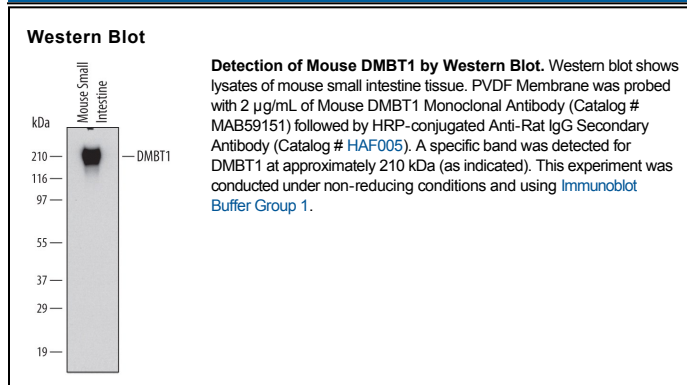 Western Blot
Mouse Small
Intestine
kDa
210
116
97
55
37
29
19
DMBT1
Detection of Mouse DMBT1 by Western Blot. Western blot shows
lysates of mouse small intestine tissue. PVDF Membrane was probed
with 2 µg/mL of Mouse DMBT1 Monoclonal Antibody (Catalog #
MAB59151) followed by HRP-conjugated Anti-Rat IgG Secondary
Antibody (Catalog # HAF005). A specific band was detected for
DMBT1 at approximately 210 kDa (as indicated). This experiment was
conducted under non-reducing conditions and using Immunoblot
Buffer Group 1.